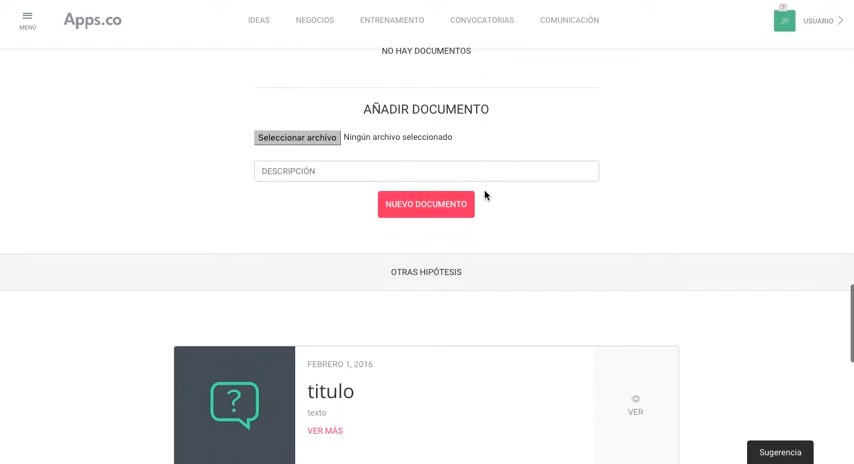 MENÚ
Apps.co
IDEAS
NEGOCIOS
ENTRENAMIENTO
CONVOCATORIAS
COMUNICACIÓN
?
JR
USUARIO
NO HAY DOCUMENTOS
AÑADIR DOCUMENTO
Seleccionar archivo Ningún archivo seleccionado
DESCRIPCIÓN
NUEVO DOCUMENTO
OTRAS HIPÓTESIS
?
FEBRERO 1, 2016
titulo
texto
VER MÁS
VER
Sugerencia